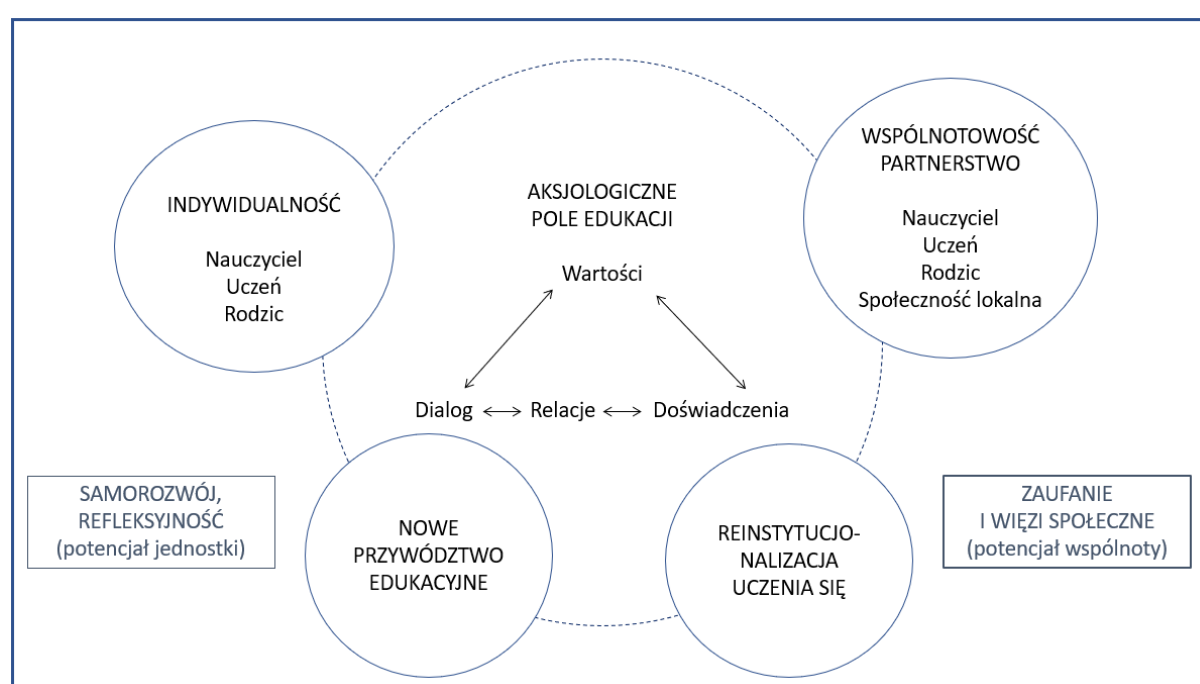 INDYWIDUALNOŚĆ
Nauczyciel
Uczeń
Rodzic
AKSJOLOGICZNE
POLE EDUKACJI
Wartości
Dialog
Relacje
Doświadczenia
WSPÓLNOTOWOŚĆ
PARTNERSTWO
Nauczyciel
Uczeń
Rodzic
Społeczność lokalna
SAMOROZWÓJ,
REFLEKSYJNOŚĆ
(potencjał jednostki)
NOWE
PRZYWÓDZTWO
EDUKACYJNE
REINSTYTUCJO-
NALIZACJA
UCZENIA SIĘ
ZAUFANIE
I WIĘZI SPOŁECZNE
(potencjał wspólnoty)